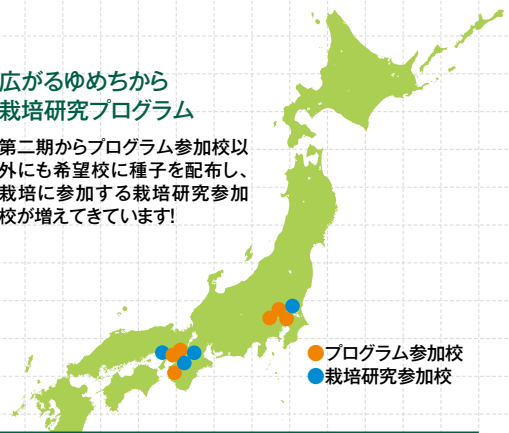 広がるゆめちから
栽培研究プログラム
第二期からプログラム参加校以
外にも希望校に種子を配布し、
栽培に参加する栽培研究参加
校が増えてきています!
プログラム参加校
栽培研究参加校